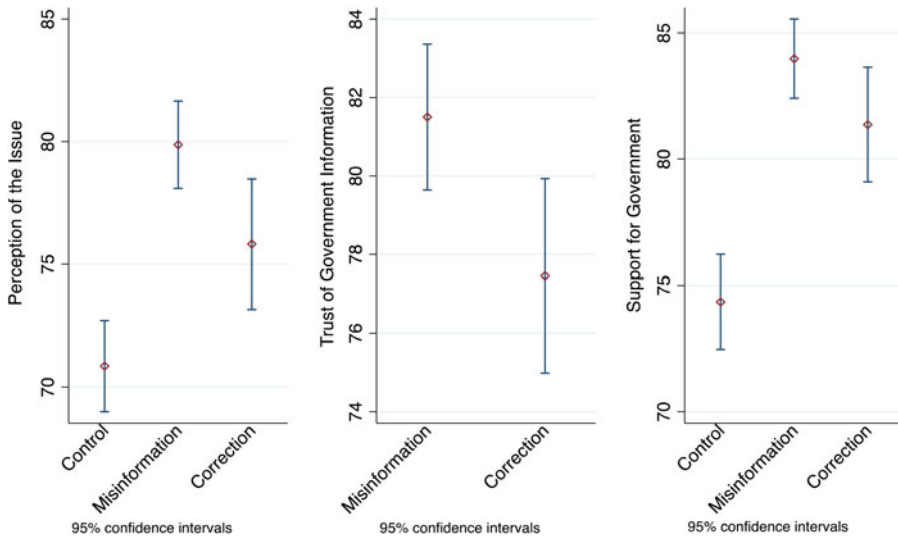 Perception of the Issue
85
80
75
70
Control
Misinformation
Correction
95% confidence intervals
Trust of Government Information
84
82
80
78
76
74
Misinformation
Correction
95% confidence intervals
Support for Government
85
80
75
70
Control
Misinformation
Correction
95% confidence intervals